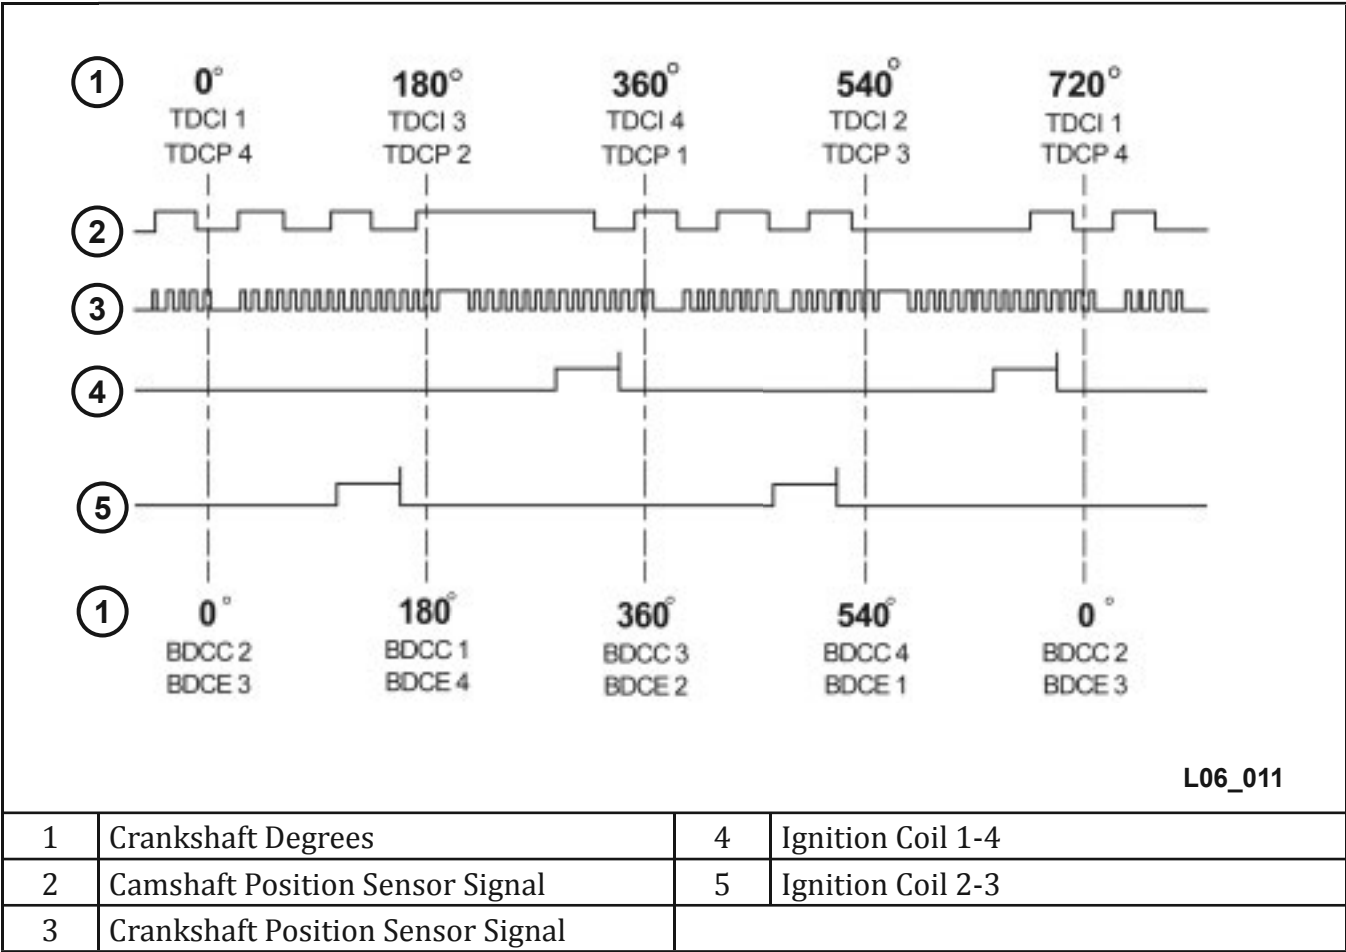 1 0° 180° 360° 540° 720°
TDCI 1 TDCI 3 TDCI 4 TDCI 2 TDCI 1
TDCP 4 TDCP 2 TDCP 1 TDCP 3 TDCP 4
2
3
4
5
1 0° 180° 360° 540° 0°
BDCC 2 BDCC 1 BDCC 3 BDCC 4 BDCC 2
BDCE 3 BDCE 4 BDCE 2 BDCE 1 BDCE 3
L06_011
1 Crankshaft Degrees 4 Ignition Coil 1-4
2 Camshaft Position Sensor Signal 5 Ignition Coil 2-3
3 Crankshaft Position Sensor Signal